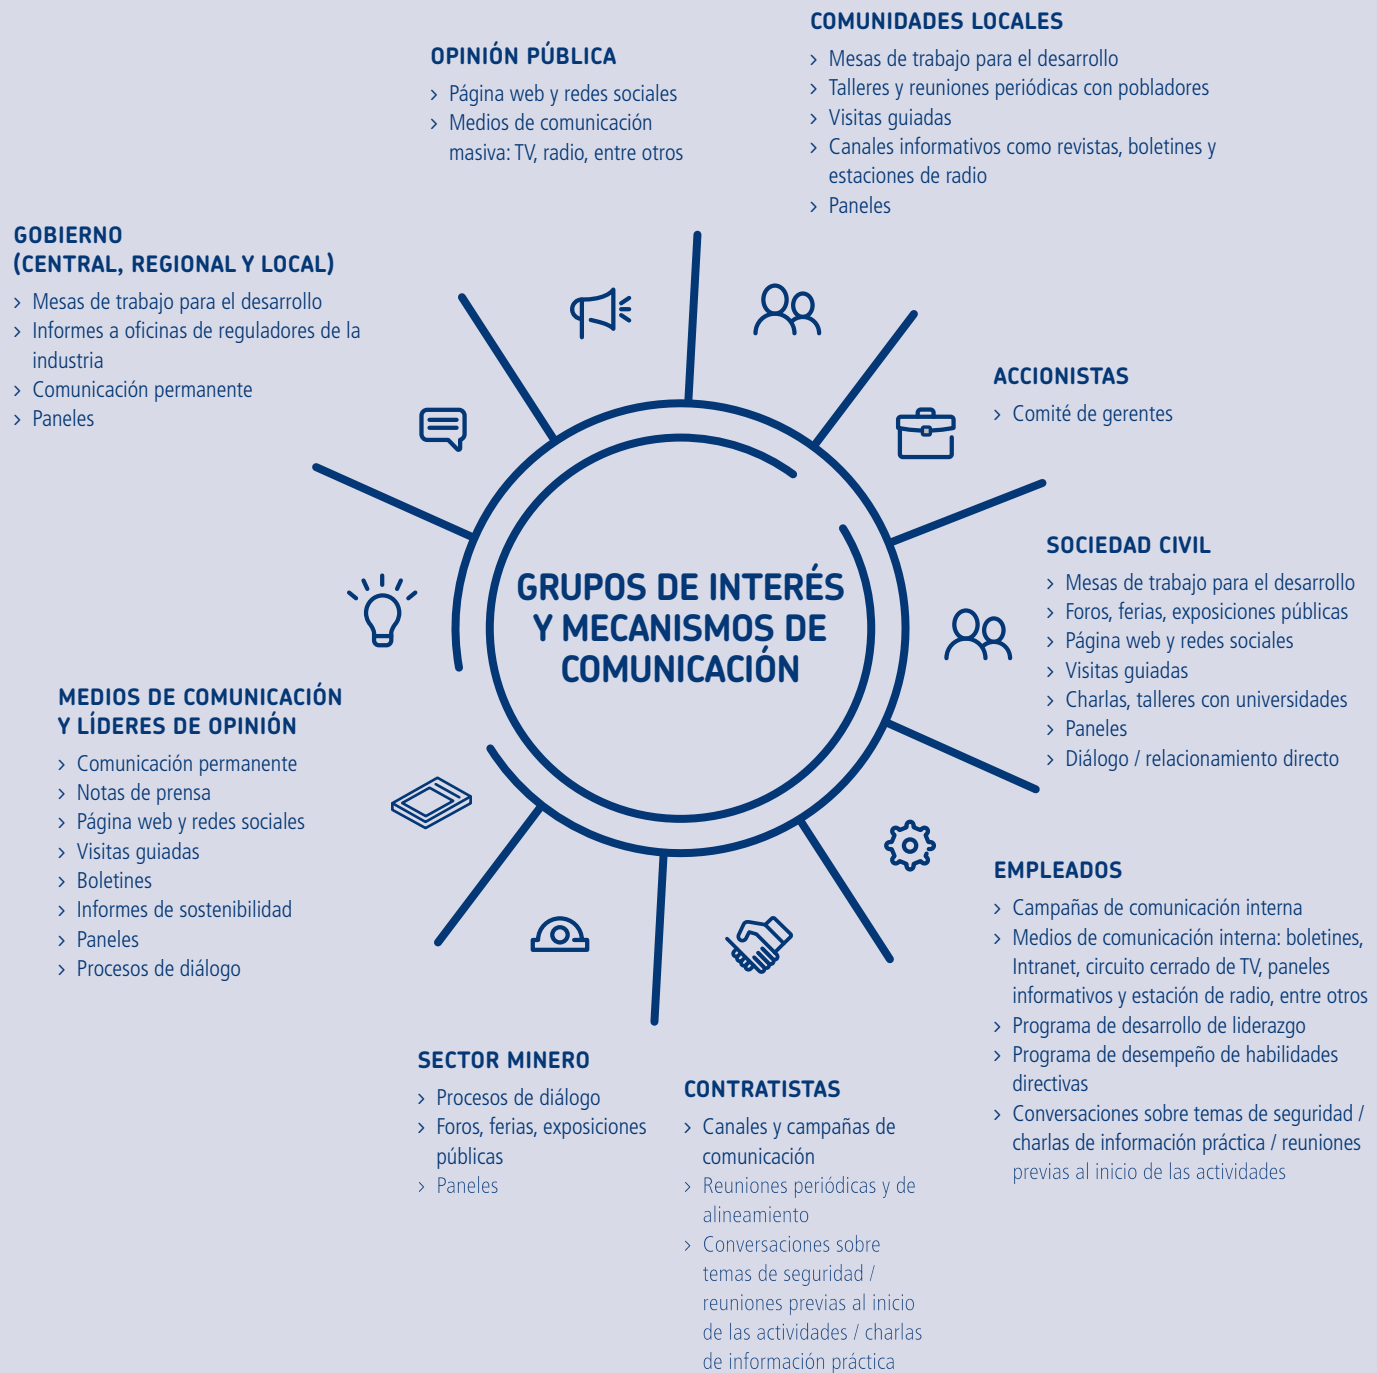 COMUNIDADES LOCALES
› Mesas de trabajo para el desarrollo
› Talleres y reuniones periódicas con pobladores
› Visitas guiadas
› Canales informativos como revistas, boletines y
estaciones de radio
› Paneles
OPINIÓN PÚBLICA
› Página web y redes sociales
› Medios de comunicación
masiva: TV, radio, entre otros
GOBIERNO
(CENTRAL, REGIONAL Y LOCAL)
› Mesas de trabajo para el desarrollo
› Informes a oficinas de reguladores de la
industria
› Comunicación permanente
› Paneles
ACCIONISTAS
› Comité de gerentes
GRUPOS DE INTERÉS
Y MECANISMOS DE
COMUNICACIÓN
SOCIEDAD CIVIL
› Mesas de trabajo para el desarrollo
› Foros, ferias, exposiciones públicas
› Página web y redes sociales
› Visitas guiadas
› Charlas, talleres con universidades
› Paneles
› Diálogo / relacionamiento directo
MEDIOS DE COMUNICACIÓN
Y LÍDERES DE OPINIÓN
› Comunicación permanente
› Notas de prensa
› Página web y redes sociales
› Visitas guiadas
› Boletines
› Informes de sostenibilidad
› Paneles
› Procesos de diálogo
EMPLEADOS
› Campañas de comunicación interna
› Medios de comunicación interna: boletines,
Intranet, circuito cerrado de TV, paneles
informativos y estación de radio, entre otros
› Programa de desarrollo de liderazgo
› Programa de desempeño de habilidades
directivas
› Conversaciones sobre temas de seguridad /
charlas de información práctica / reuniones
previas al inicio de las actividades
SECTOR MINERO
› Procesos de diálogo
› Foros, ferias, exposiciones
públicas
› Paneles
CONTRATISTAS
› Canales y campañas de
comunicación
› Reuniones periódicas y de
alineamiento
› Conversaciones sobre
temas de seguridad /
reuniones previas al inicio
de las actividades / charlas
de información práctica